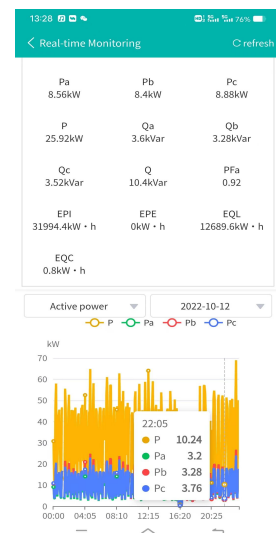 13:28 76%
Real-time Monitoring refresh
Pa Pb Pc
8.56kW 8.4kW 8.88kW
P Qa Qb
25.92kW 3.6kVar 3.28kVar
Qc Q PFa
3.52kVar 10.4kVar 0.92
EPI EPE EQL
31994.4kW·h 0kW·h 12689.6kW·h
EQC
0.8kW·h
Active power 2022-10-12
P Pa Pb Pc
kW
70
60
50
40
30
20
10
0
22:05
P 10.24
Pa 3.2
Pb 3.28
Pc 3.76
00:00 04:05 08:10 12:15 16:20 20:25